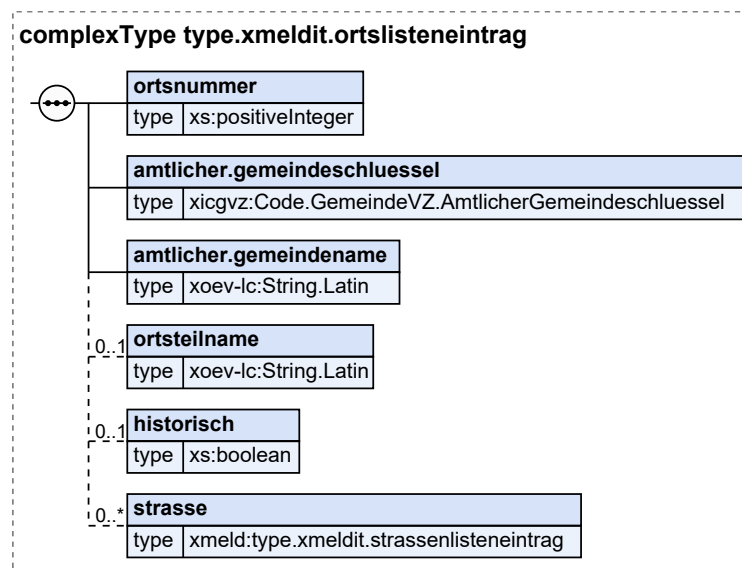 complexType type.xmeldit.ortslisteneintrag
ortsnummer
type xs:positiveInteger
amtlicher.gemeindeschluessel
type xicgvz:Code.GemeindeVZ.AmtlicherGemeindeschluessel
amtlicher.gemeindename
type xoev-lc:String.Latin
0..1 ortsteilname
type xoev-lc:String.Latin
0..1 historisch
type xs:boolean
0..* strasse
type xmeld:type.xmeldit.strassenlisteneintrag